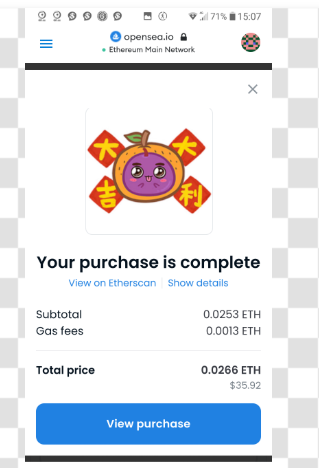 71% 15:07
opensea.io
Ethereum Main Network
大 大
吉 利
Your purchase is complete
View on Etherscan Show details
Subtotal 0.0253 ETH
Gas fees 0.0013 ETH
Total price 0.0266 ETH
$35.92
View purchase